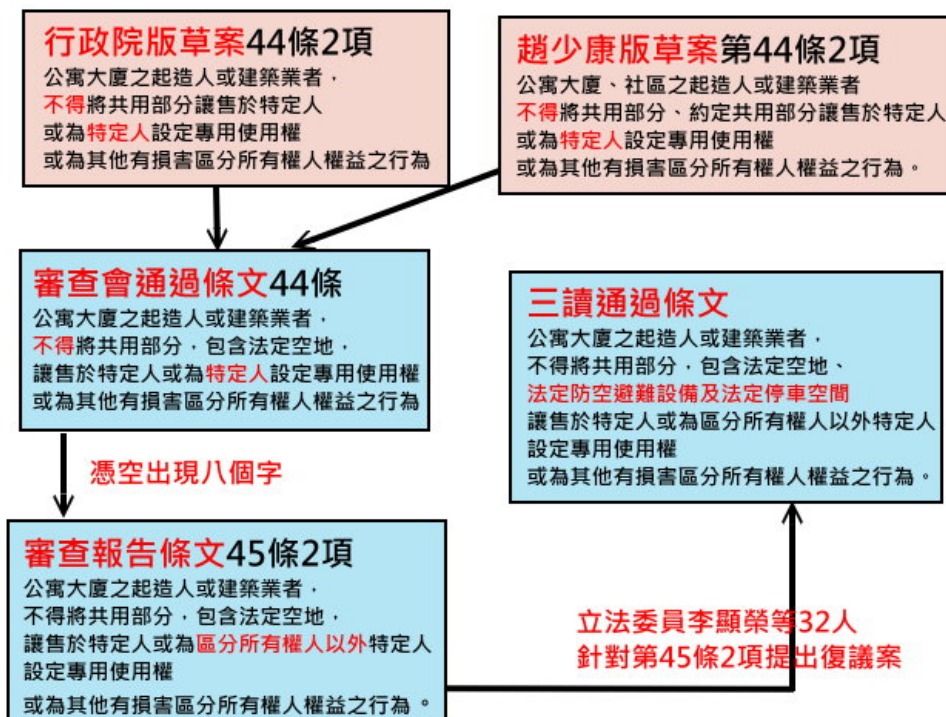 行政院版草案44條2項
公寓大廈之起造人或建築業者，
不得將共用部分讓售於特定人
或為特定人設定專用使用權
或為其他有損害區分所有權人權益之行為
趙少康版草案第44條2項
公寓大廈、社區之起造人或建築業者
不得將共用部分、約定共用部分讓售於特定人
或為特定人設定專用使用權
或為其他有損害區分所有權人權益之行為。
審查會通過條文44條
公寓大廈之起造人或建築業者，
不得將共用部分，包含法定空地，
讓售於特定人或為特定人設定專用使用權
或為其他有損害區分所有權人權益之行為
憑空出現八個字
審查報告條文45條2項
公寓大廈之起造人或建築業者，
不得將共用部分，包含法定空地，
讓售於特定人或為區分所有權人以外特定人
設定專用使用權
或為其他有損害區分所有權人權益之行為。
立法委員李顯榮等32人
針對第45條2項提出復議案
三讀通過條文
公寓大廈之起造人或建築業者，
不得將共用部分，包含法定空地、
法定防空避難設備及法定停車空間
讓售於特定人或為區分所有權人以外特定人
設定專用使用權
或為其他有損害區分所有權人權益之行為。